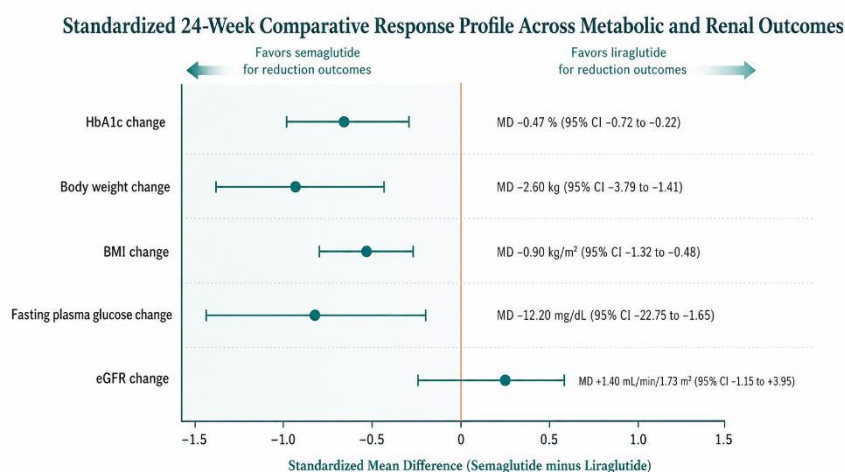 Standardized 24-Week Comparative Response Profile Across Metabolic and Renal Outcomes
Favors semaglutide
for reduction outcomes
Favors liraglutide
for reduction outcomes
HbA1c change
MD −0.47 % (95% CI −0.72 to −0.22)
Body weight change
MD −2.60 kg (95% CI −3.79 to −1.41)
BMI change
MD −0.90 kg/m² (95% CI −1.32 to −0.48)
Fasting plasma glucose change
MD −12.20 mg/dL (95% CI −22.75 to −1.65)
eGFR change
MD +1.40 mL/min/1.73 m² (95% CI −1.15 to +3.95)
−1.5 −1.0 −0.5 0 0.5 1.0 1.5
Standardized Mean Difference (Semaglutide minus Liraglutide)